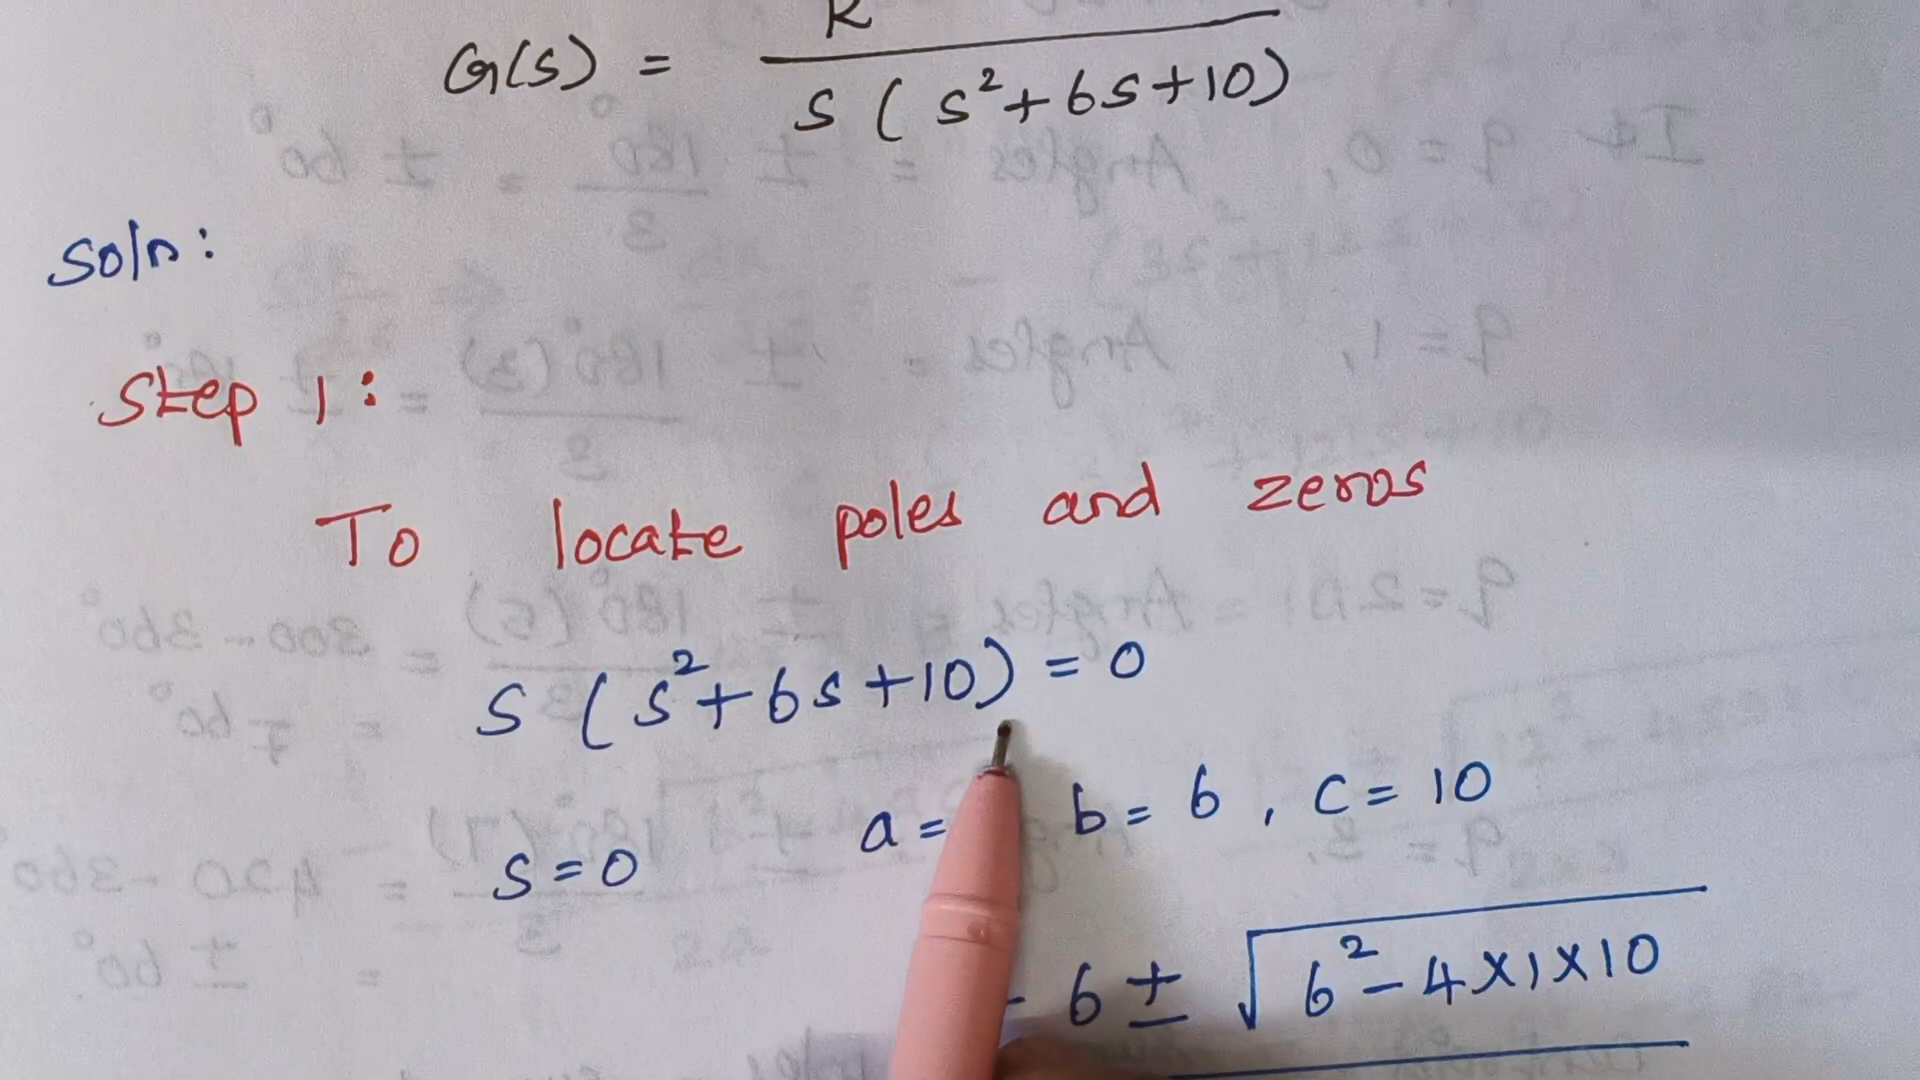 K
G(s) =
s ( s²+6s+10)
Soln:
Step 1:
To locate poles and zeros
s ( s²+6s+10) = 0
s=0
a= b= 6 , c= 10
- 6 ± √ 6² - 4×1×10